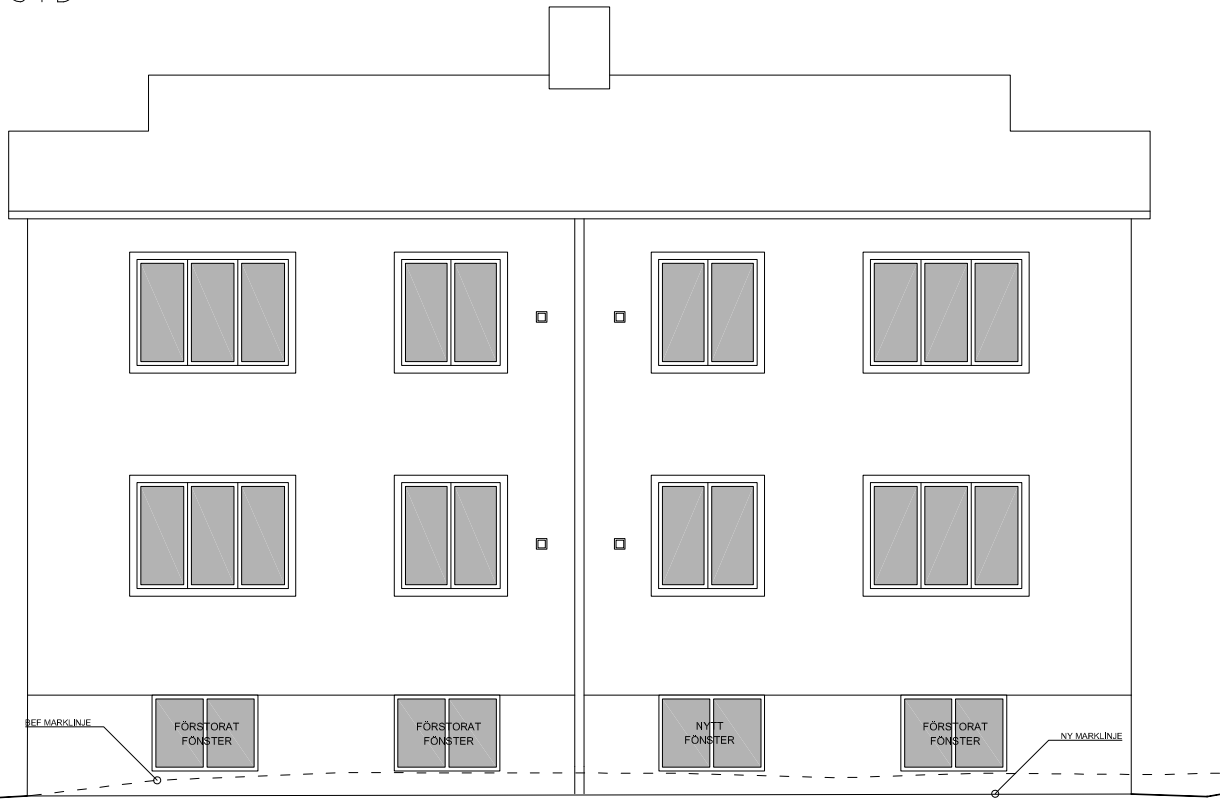 BEF MARKLINJE
FÖRSTORAT
FÖNSTER
FÖRSTORAT
FÖNSTER
NYTT
FÖNSTER
FÖRSTORAT
FÖNSTER
NY MARKLINJE